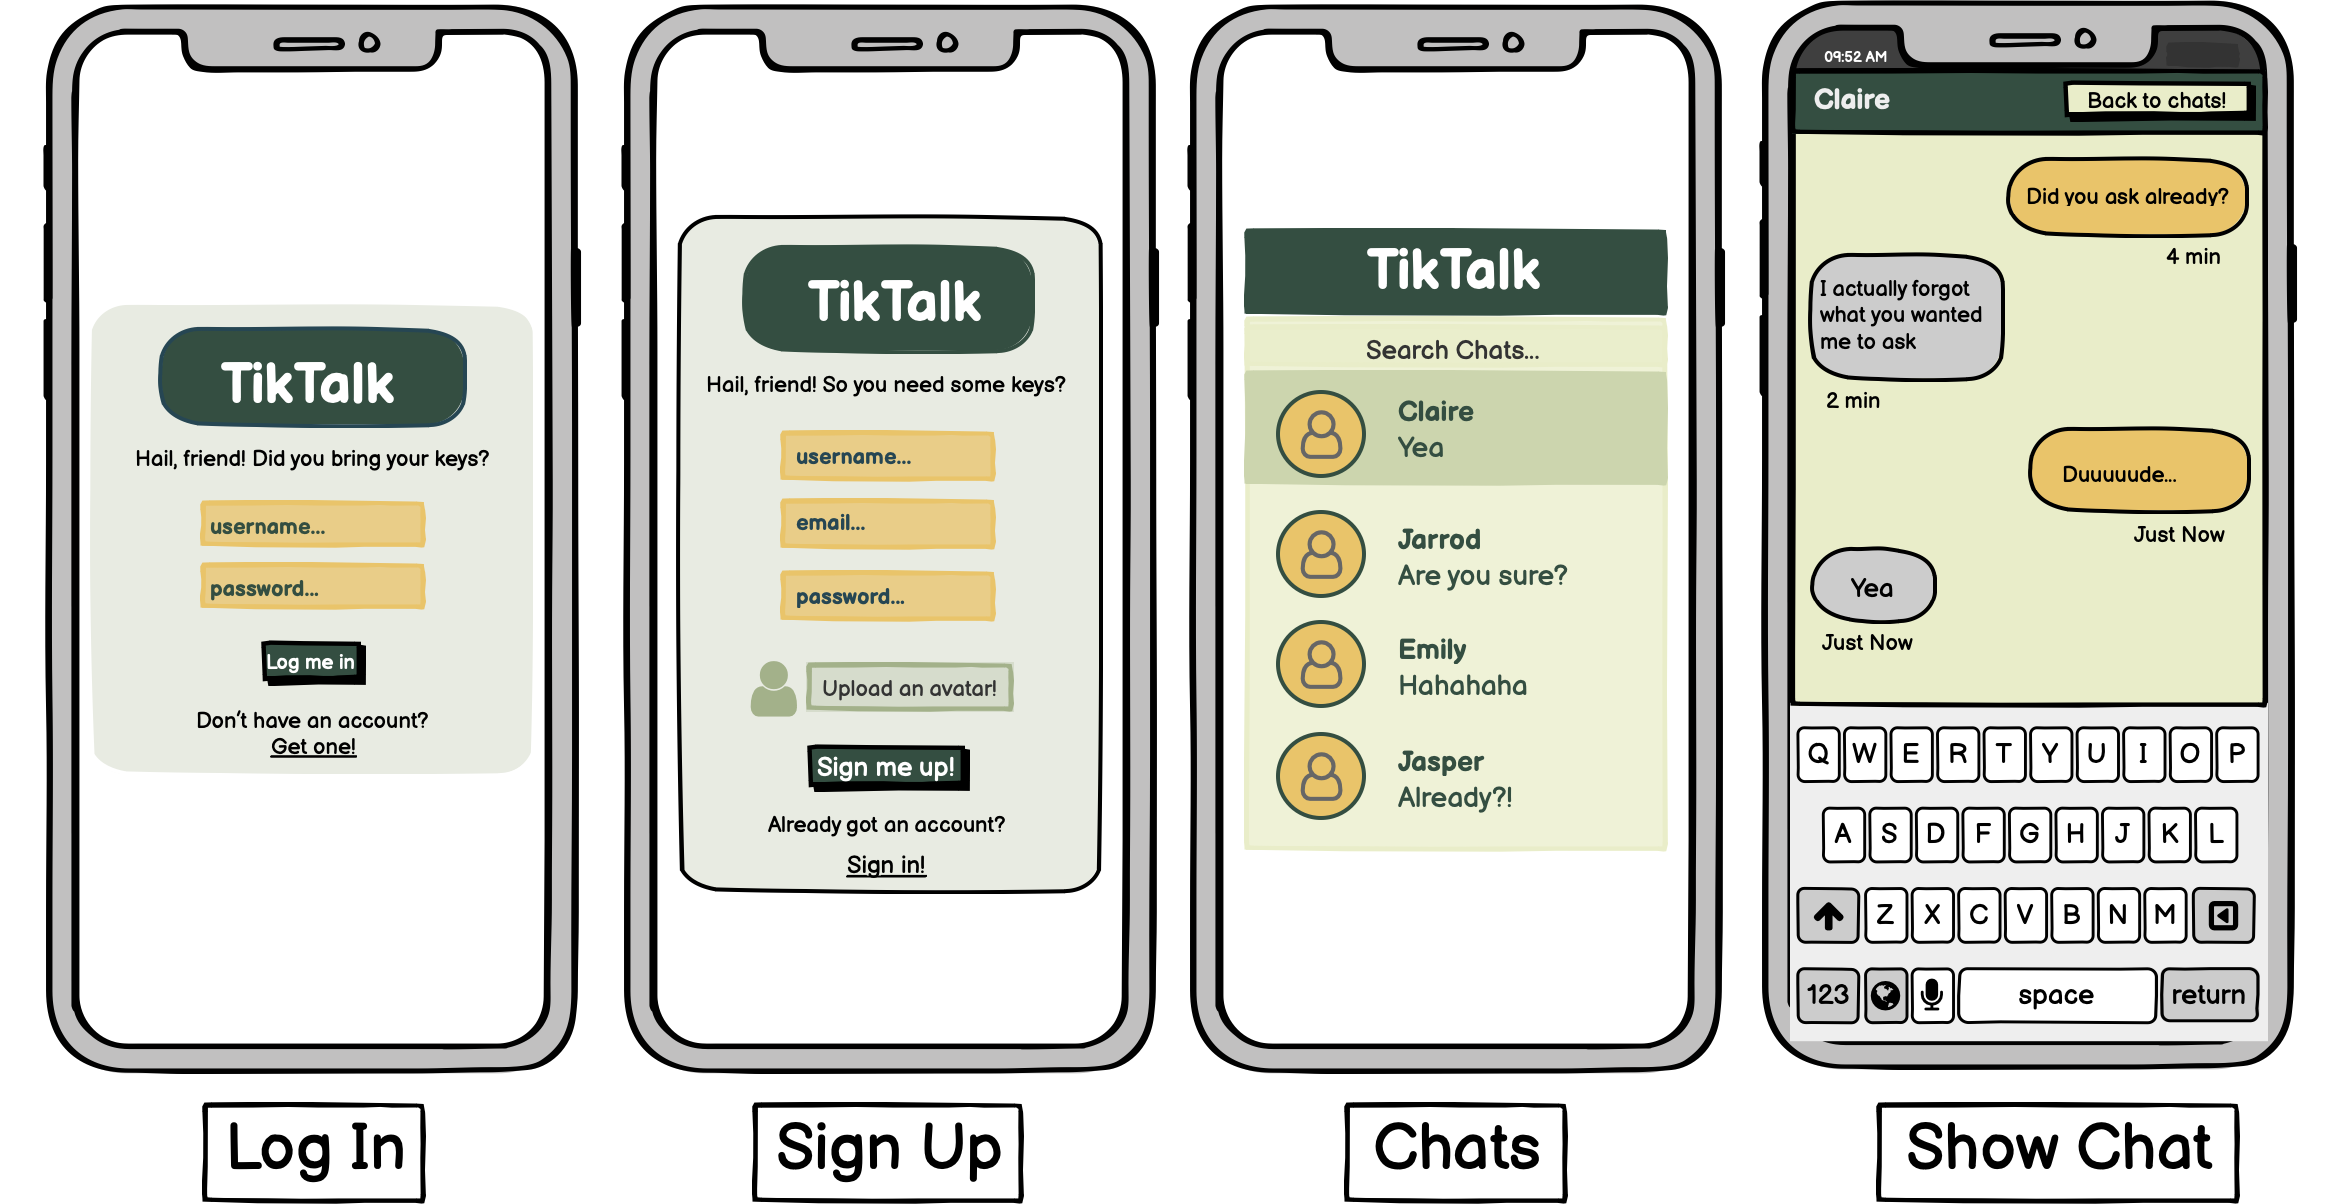 TikTalk
Hail, friend! Did you bring your keys?
username...
password...
Log me in
Don't have an account?
Get one!
Log In
TikTalk
Hail, friend! So you need some keys?
username...
email...
password...
Upload an avatar!
Sign me up!
Already got an account?
Sign in!
Sign Up
TikTalk
Search Chats...
Claire
Yea
Jarrod
Are you sure?
Emily
Hahahaha
Jasper
Already?!
Chats
09:52 AM
Claire
Back to chats!
Did you ask already?
4 min
I actually forgot
what you wanted
me to ask
2 min
Duuuuude...
Just Now
Yea
Just Now
Q W E R T Y U I O P
A S D F G H J K L
Z X C V B N M
123 space return
Show Chat